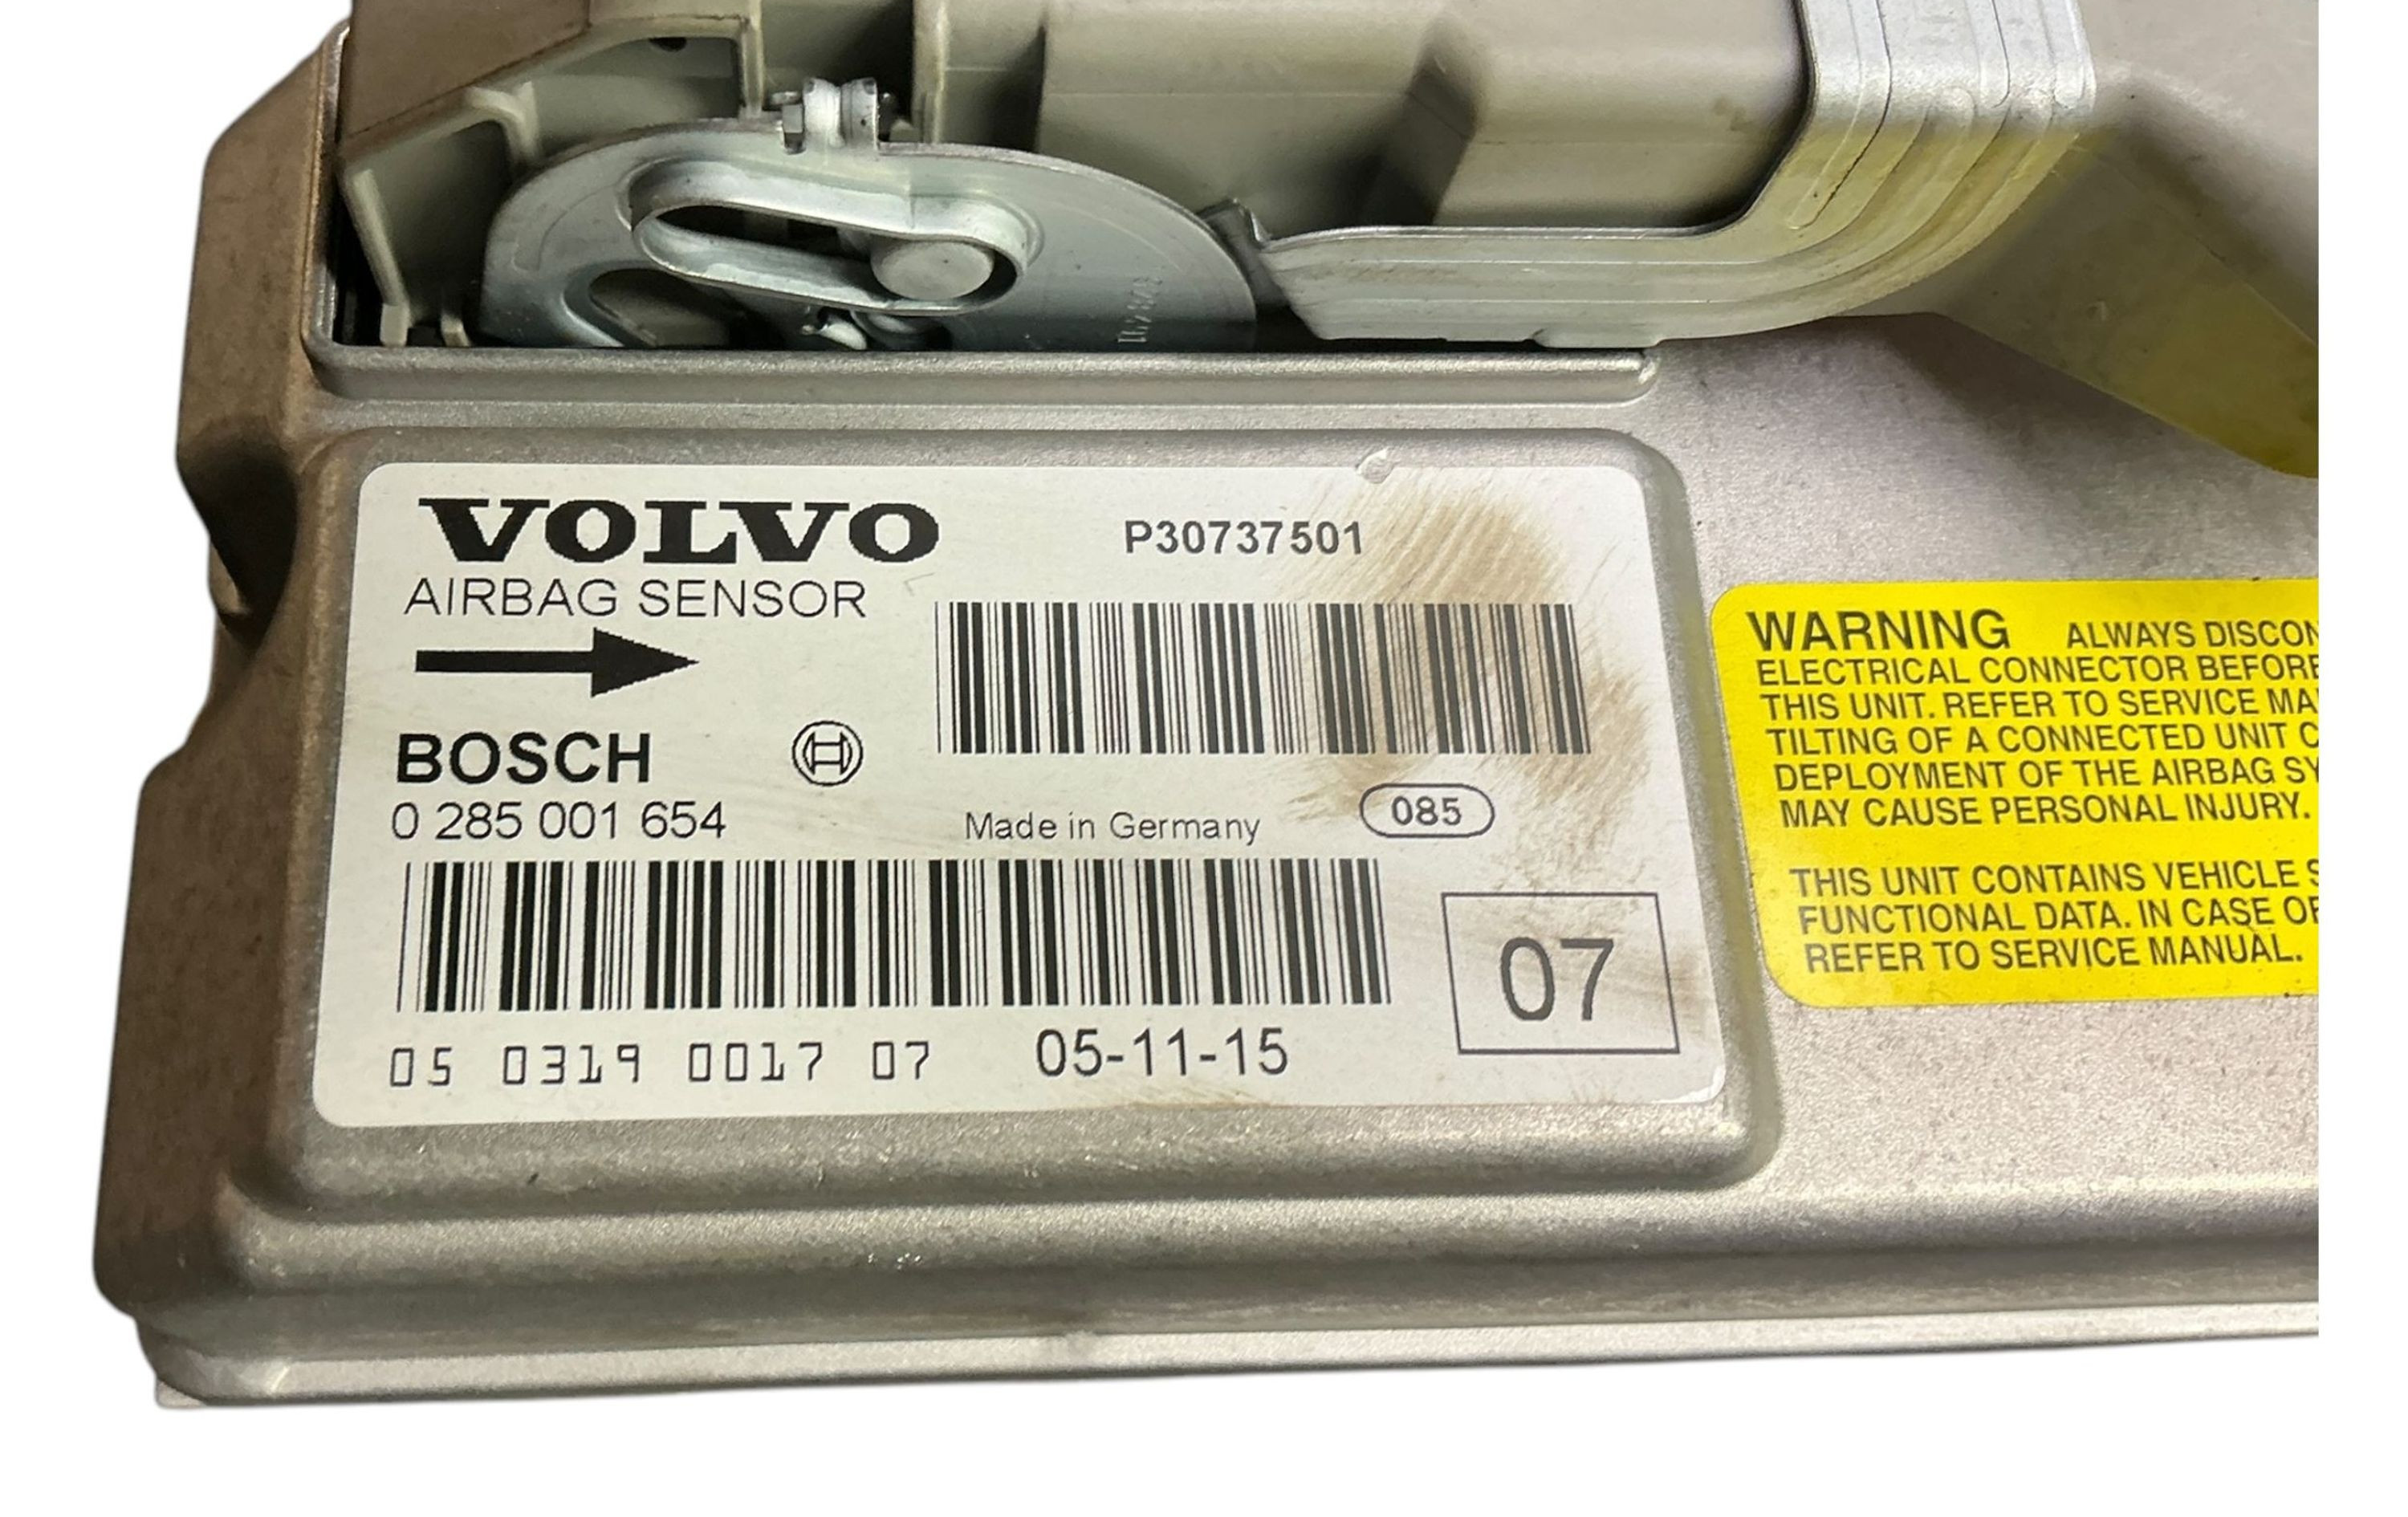 VOLVO
P30737501
AIRBAG SENSOR
BOSCH
0 285 001 654
Made in Germany
085
07
05 0319 0017 07 05-11-15
WARNING ALWAYS DISCON
ELECTRICAL CONNECTOR BEFORE
THIS UNIT. REFER TO SERVICE MA
TILTING OF A CONNECTED UNIT C
DEPLOYMENT OF THE AIRBAG SY
MAY CAUSE PERSONAL INJURY.
THIS UNIT CONTAINS VEHICLE S
FUNCTIONAL DATA. IN CASE OF
REFER TO SERVICE MANUAL.